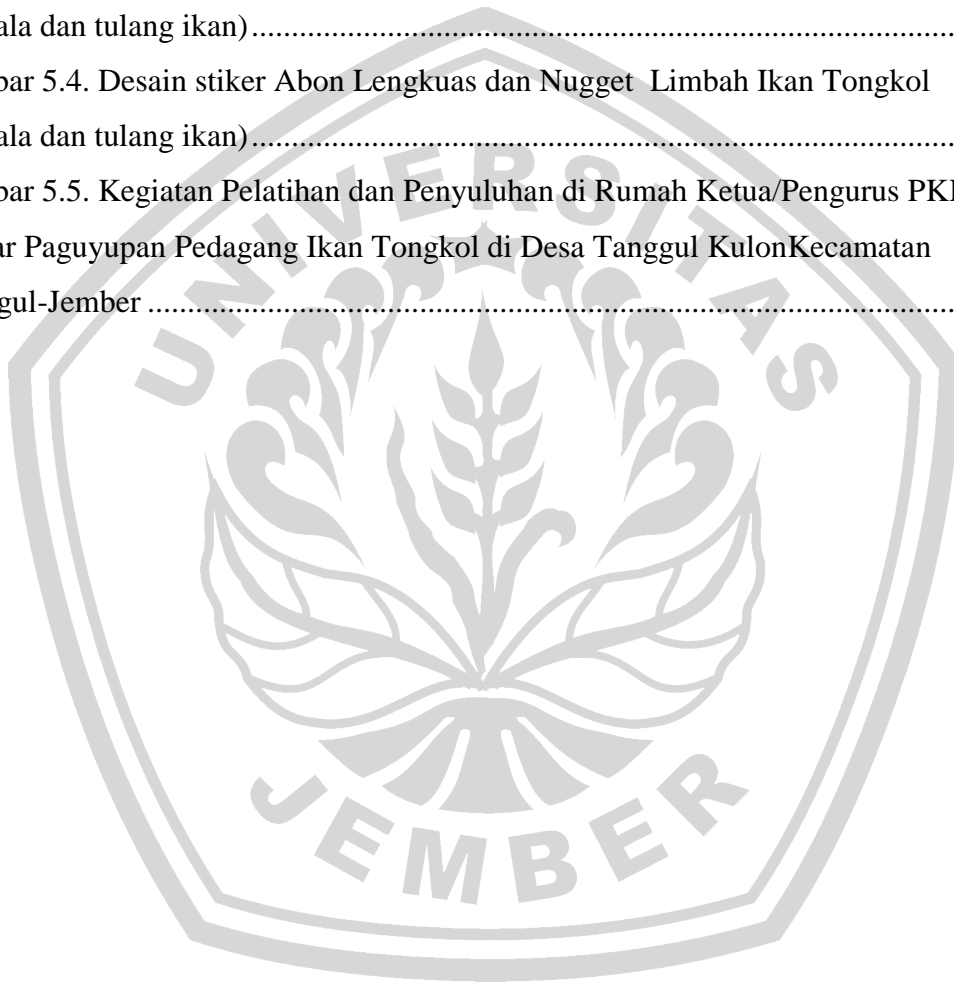 ala dan tulang ikan)..........................................................................................
bar 5.4. Desain stiker Abon Lengkuas dan Nugget Limbah Ikan Tongkol
ala dan tulang ikan)..........................................................................................
bar 5.5. Kegiatan Pelatihan dan Penyuluhan di Rumah Ketua/Pengurus PK
ar Paguyupan Pedagang Ikan Tongkol di Desa Tanggul KulonKecamatan
gul-Jember .......................................................................................................
UNIVERSITAS
JEMBER